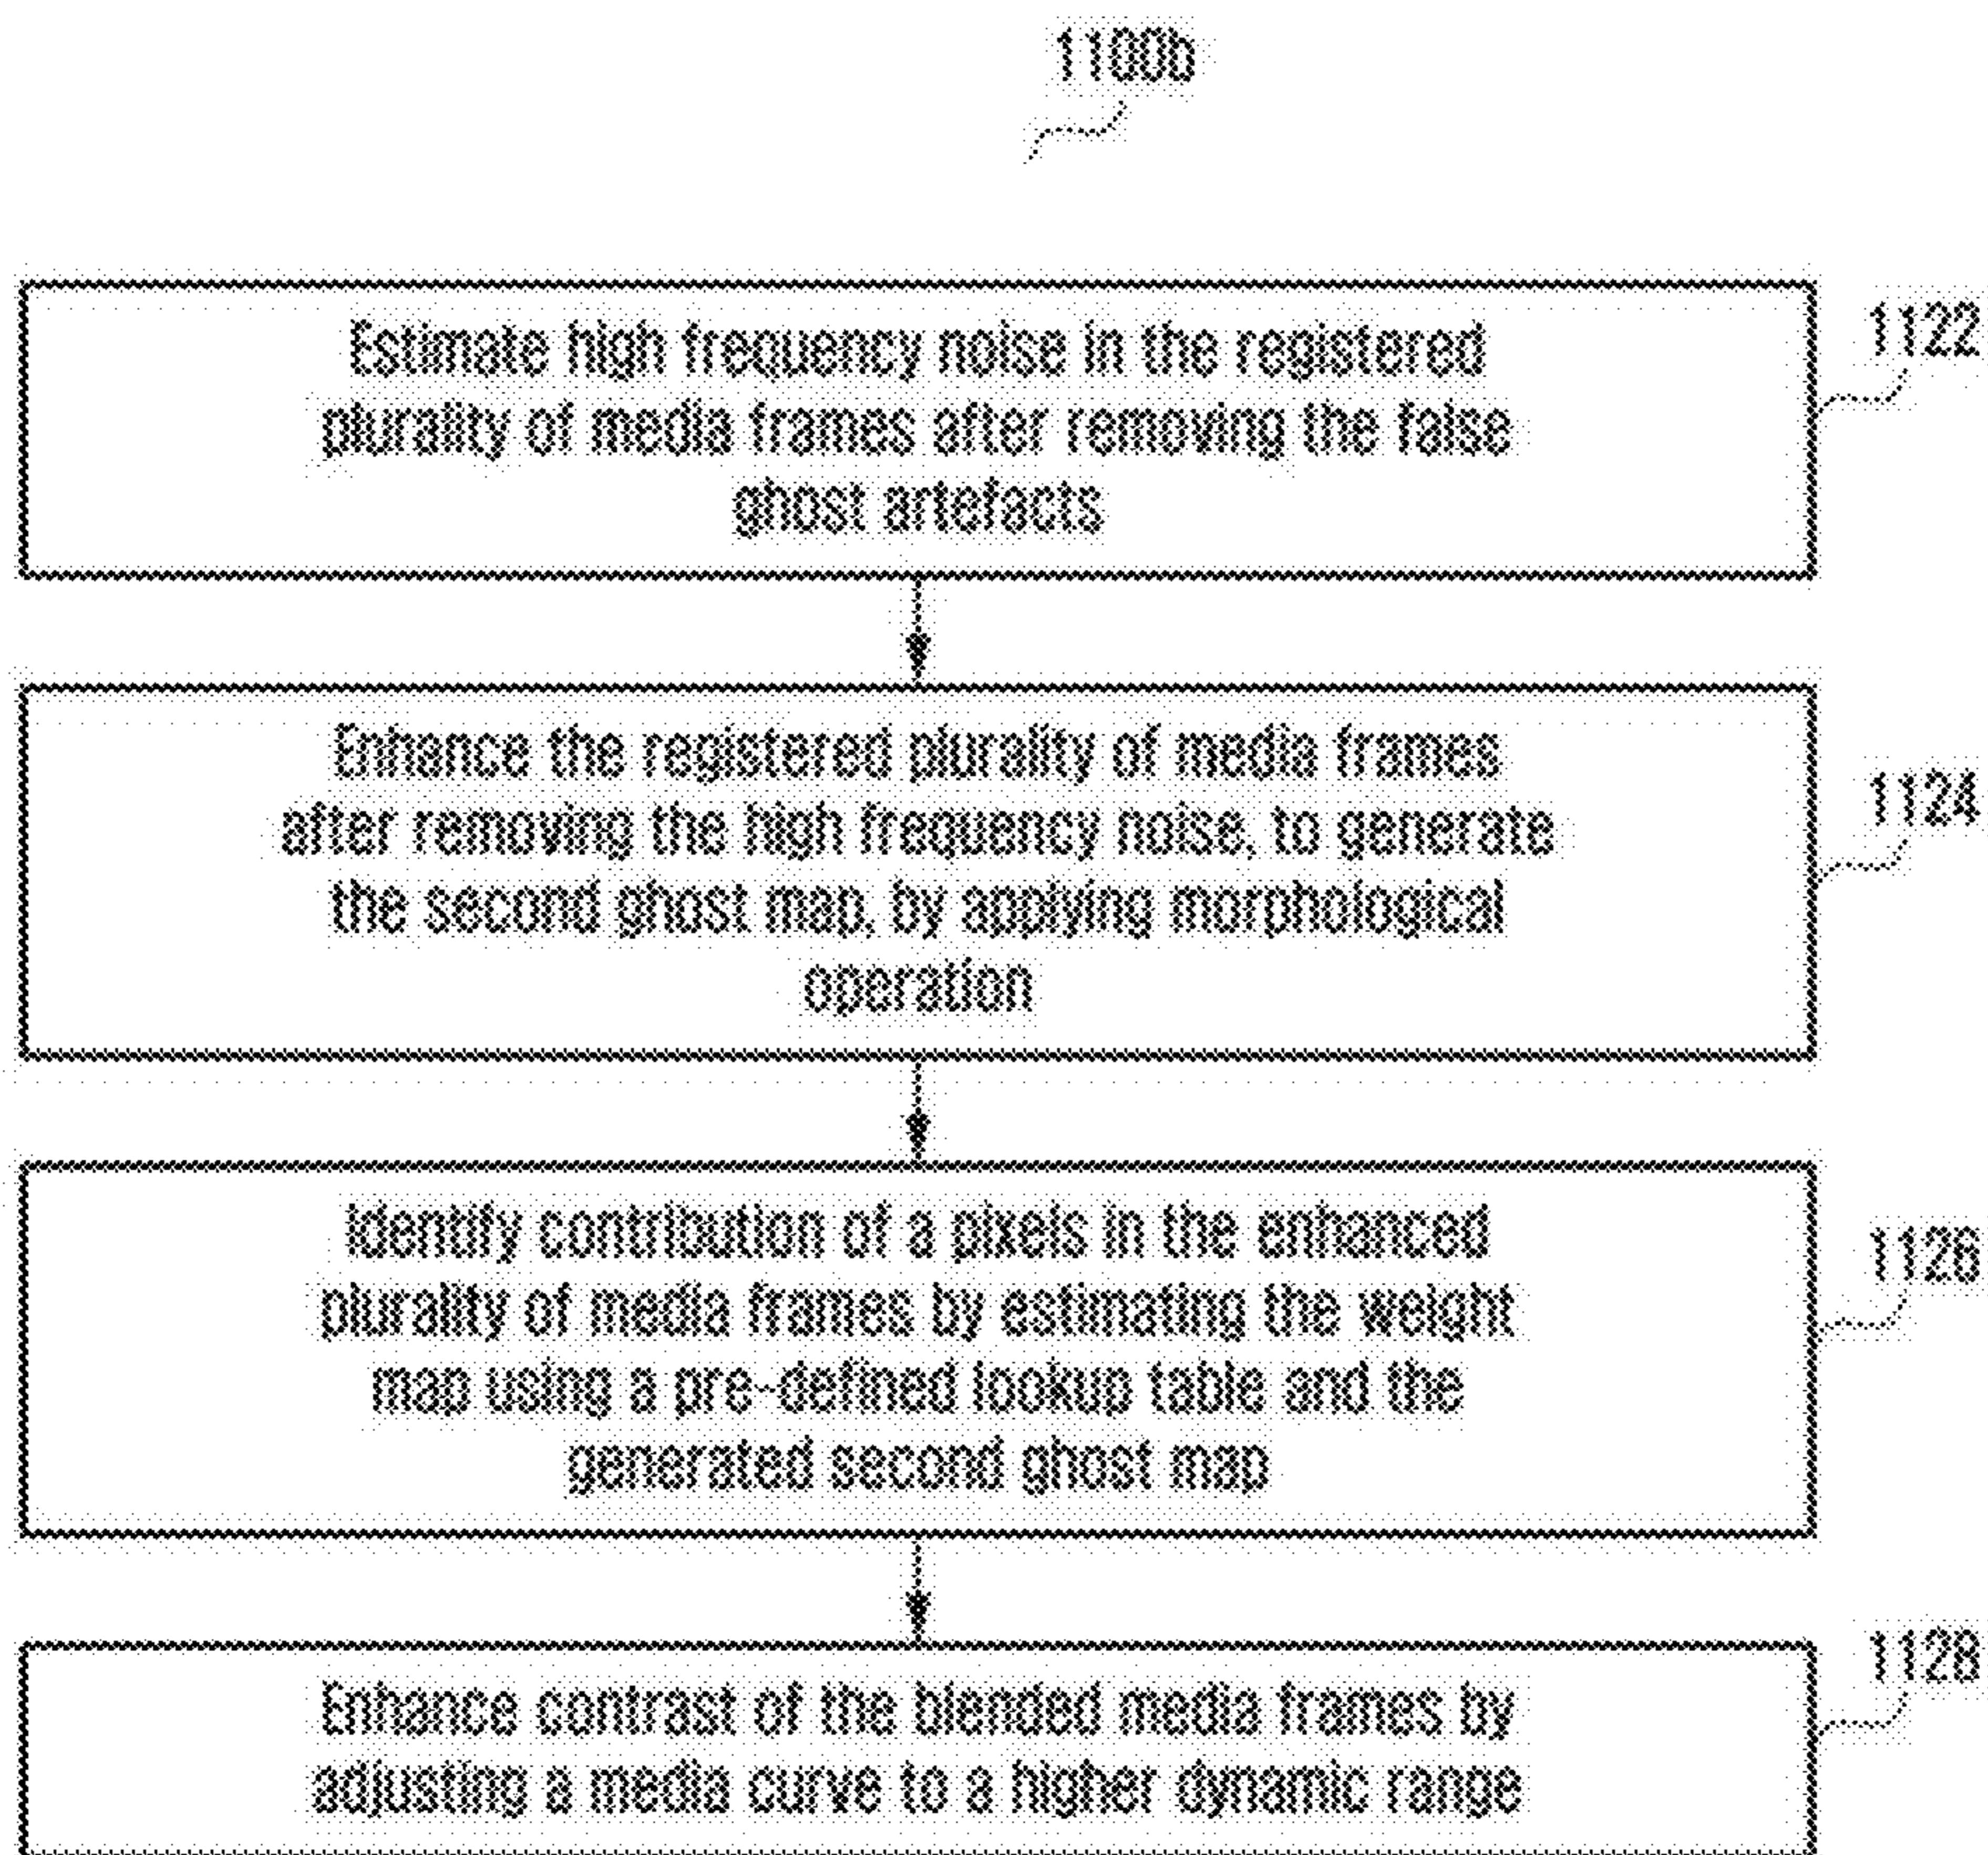 1100b
Estimate high frequency noise in the registered
plurality of media frames after removing the false
ghost artefacts
1122
Enhance the registered plurality of media frames
after removing the high frequency noise, to generate
the second ghost map, by applying morphological
operation
1124
Identify contribution of a pixels in the enhanced
plurality of media frames by estimating the weight
map using a pre-defined lookup table and the
generated second ghost map
1126
Enhance contrast of the blended media frames by
adjusting a media curve to a higher dynamic range
1128